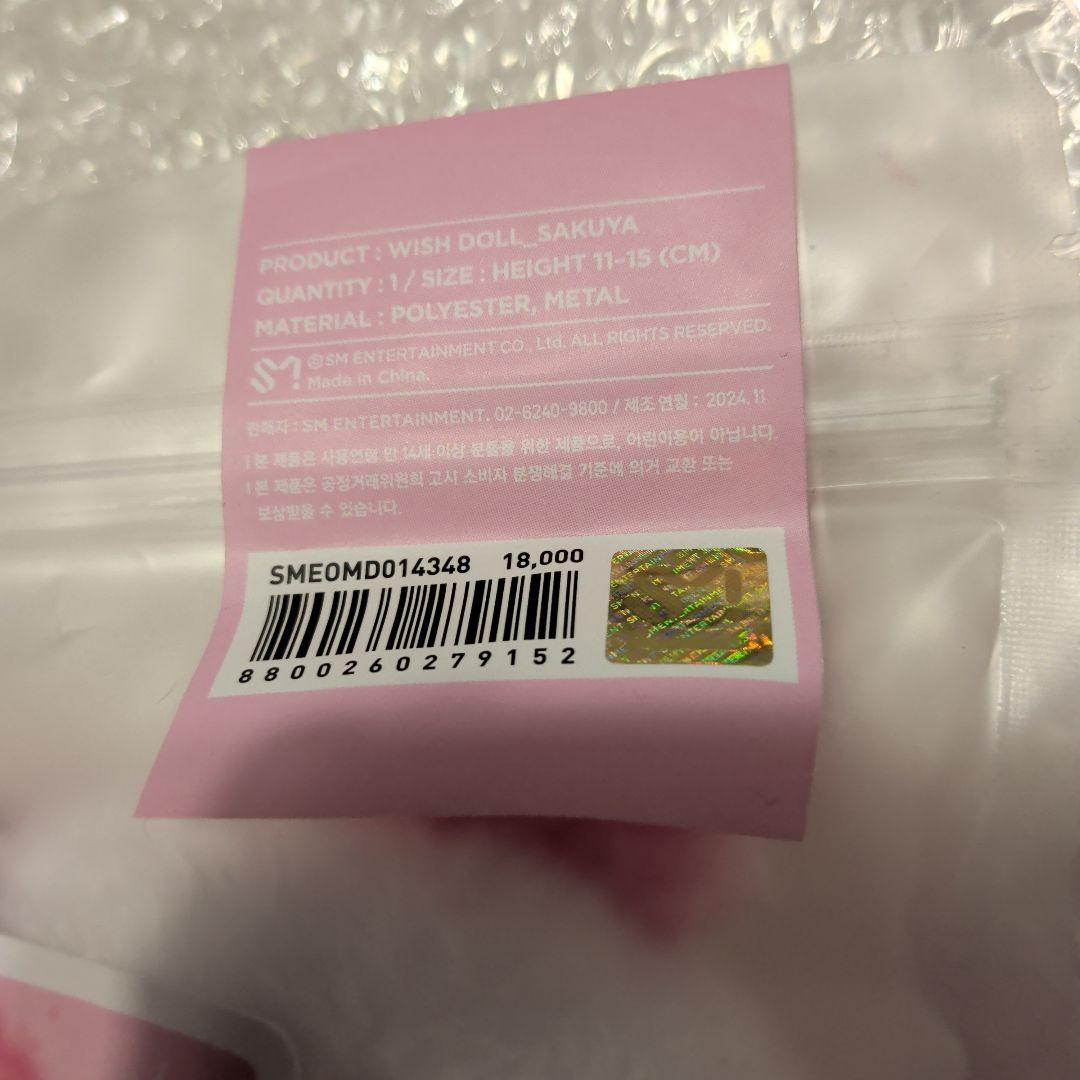 PRODUCT : WISH DOLL_SAKUYA
QUANTITY : 1 / SIZE : HEIGHT 11-15 (CM)
MATERIAL : POLYESTER, METAL
SM ⓒSM ENTERTAINMENT CO., Ltd. ALL RIGHTS RESERVED.
Made in China.
판매자 : SM ENTERTAINMENT. 02-6240-9800 / 제조 연월 : 2024.11
ㅣ본 제품은 사용연령 만 14세 이상 분들을 위한 제품으로, 어린이용이 아닙니다.
ㅣ본 제품은 공정거래위원회 고시 소비자 분쟁해결 기준에 의거 교환 또는
보상받을 수 있습니다.
SMEOMD014348 18,000
8800260279152